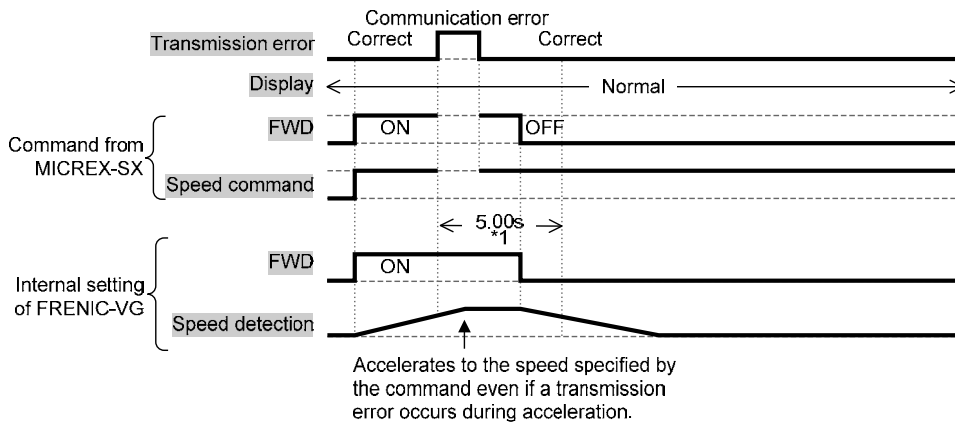 Communication error
Transmission error
Correct
Correct
Display
Normal
Command from
MICREX-SX
FWD
ON
OFF
Speed command
5.00s
*1
Internal setting
of FRENIC-VG
FWD
ON
Speed detection
Accelerates to the speed specified by
the command even if a transmission
error occurs during acceleration.